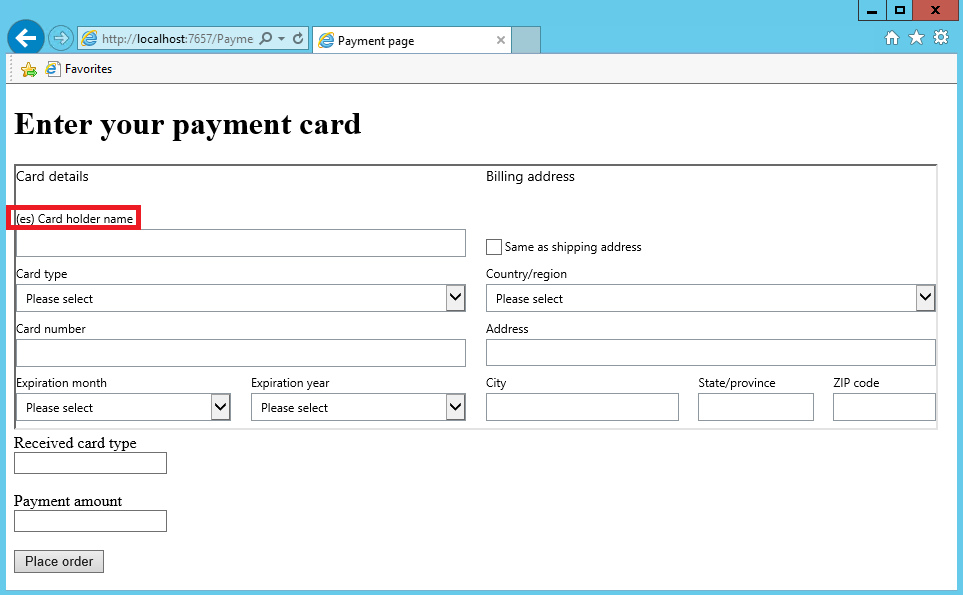 http://localhost:7657/Payme
Payment page
Favorites
Enter your payment card
Card details
Billing address
(es) Card holder name
Same as shipping address
Card type
Country/region
Please select
Please select
Card number
Address
Expiration month
Expiration year
City
State/province
ZIP code
Please select
Please select
Received card type
Payment amount
Place order